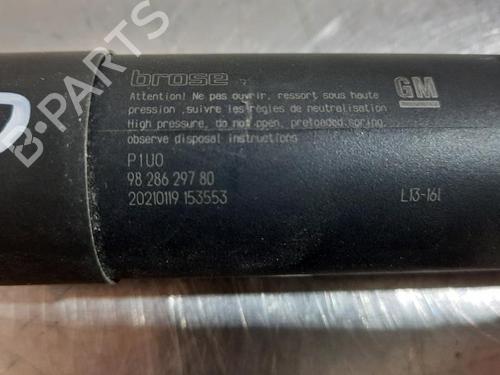 brose
GM
Attention! Ne pas ouvrir, ressort sous haute
pression ,suivre les règles de neutralisation
High pressure, do not open, preloaded spring,
observe disposal instructions
P1U0
98 286 297 80
20210119 153553
L13-161
B-PARTS